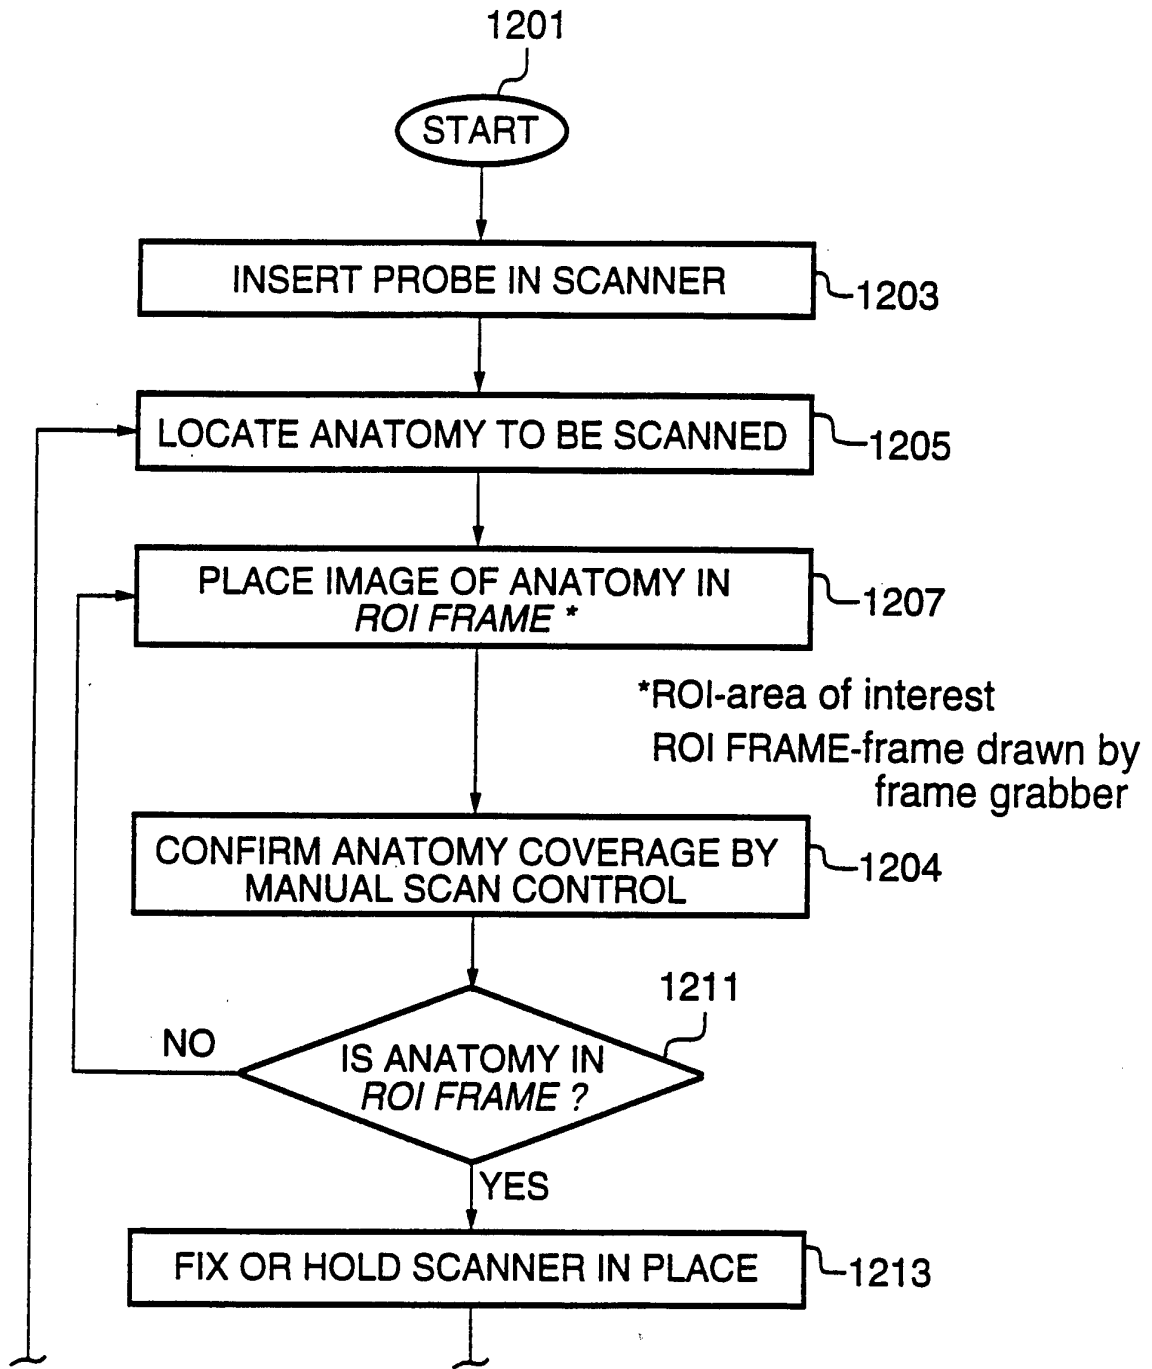 1201
START
INSERT PROBE IN SCANNER
1203
LOCATE ANATOMY TO BE SCANNED
1205
PLACE IMAGE OF ANATOMY IN
ROI FRAME *
1207
*ROI-area of interest
ROI FRAME-frame drawn by
frame grabber
CONFIRM ANATOMY COVERAGE BY
MANUAL SCAN CONTROL
1204
1211
NO
IS ANATOMY IN
ROI FRAME ?
YES
FIX OR HOLD SCANNER IN PLACE
1213